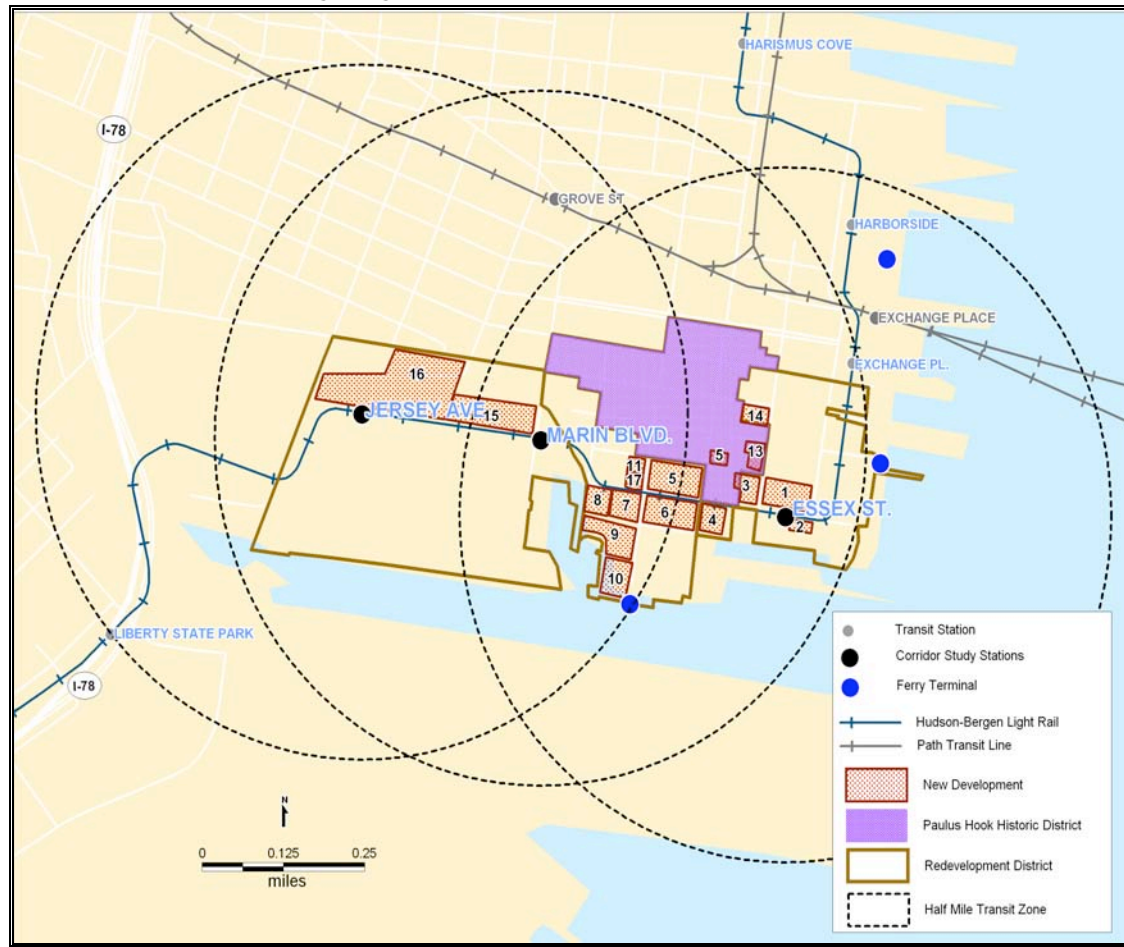 HARISMUS COVE
I-78
GROVE ST
HARBORSIDE
EXCHANGE PLACE
EXCHANGE PL.
16
JERSEY AVE
15
14
MARIN BLVD.
13
5
11
17
5
3
1
ESSEX ST.
8
7
6
4
2
9
10
LIBERTY STATE PARK
I-78
Transit Station
Corridor Study Stations
Ferry Terminal
Hudson-Bergen Light Rail
Path Transit Line
New Development
Paulus Hook Historic District
Redevelopment District
Half Mile Transit Zone
N
0 0.125 0.25
miles